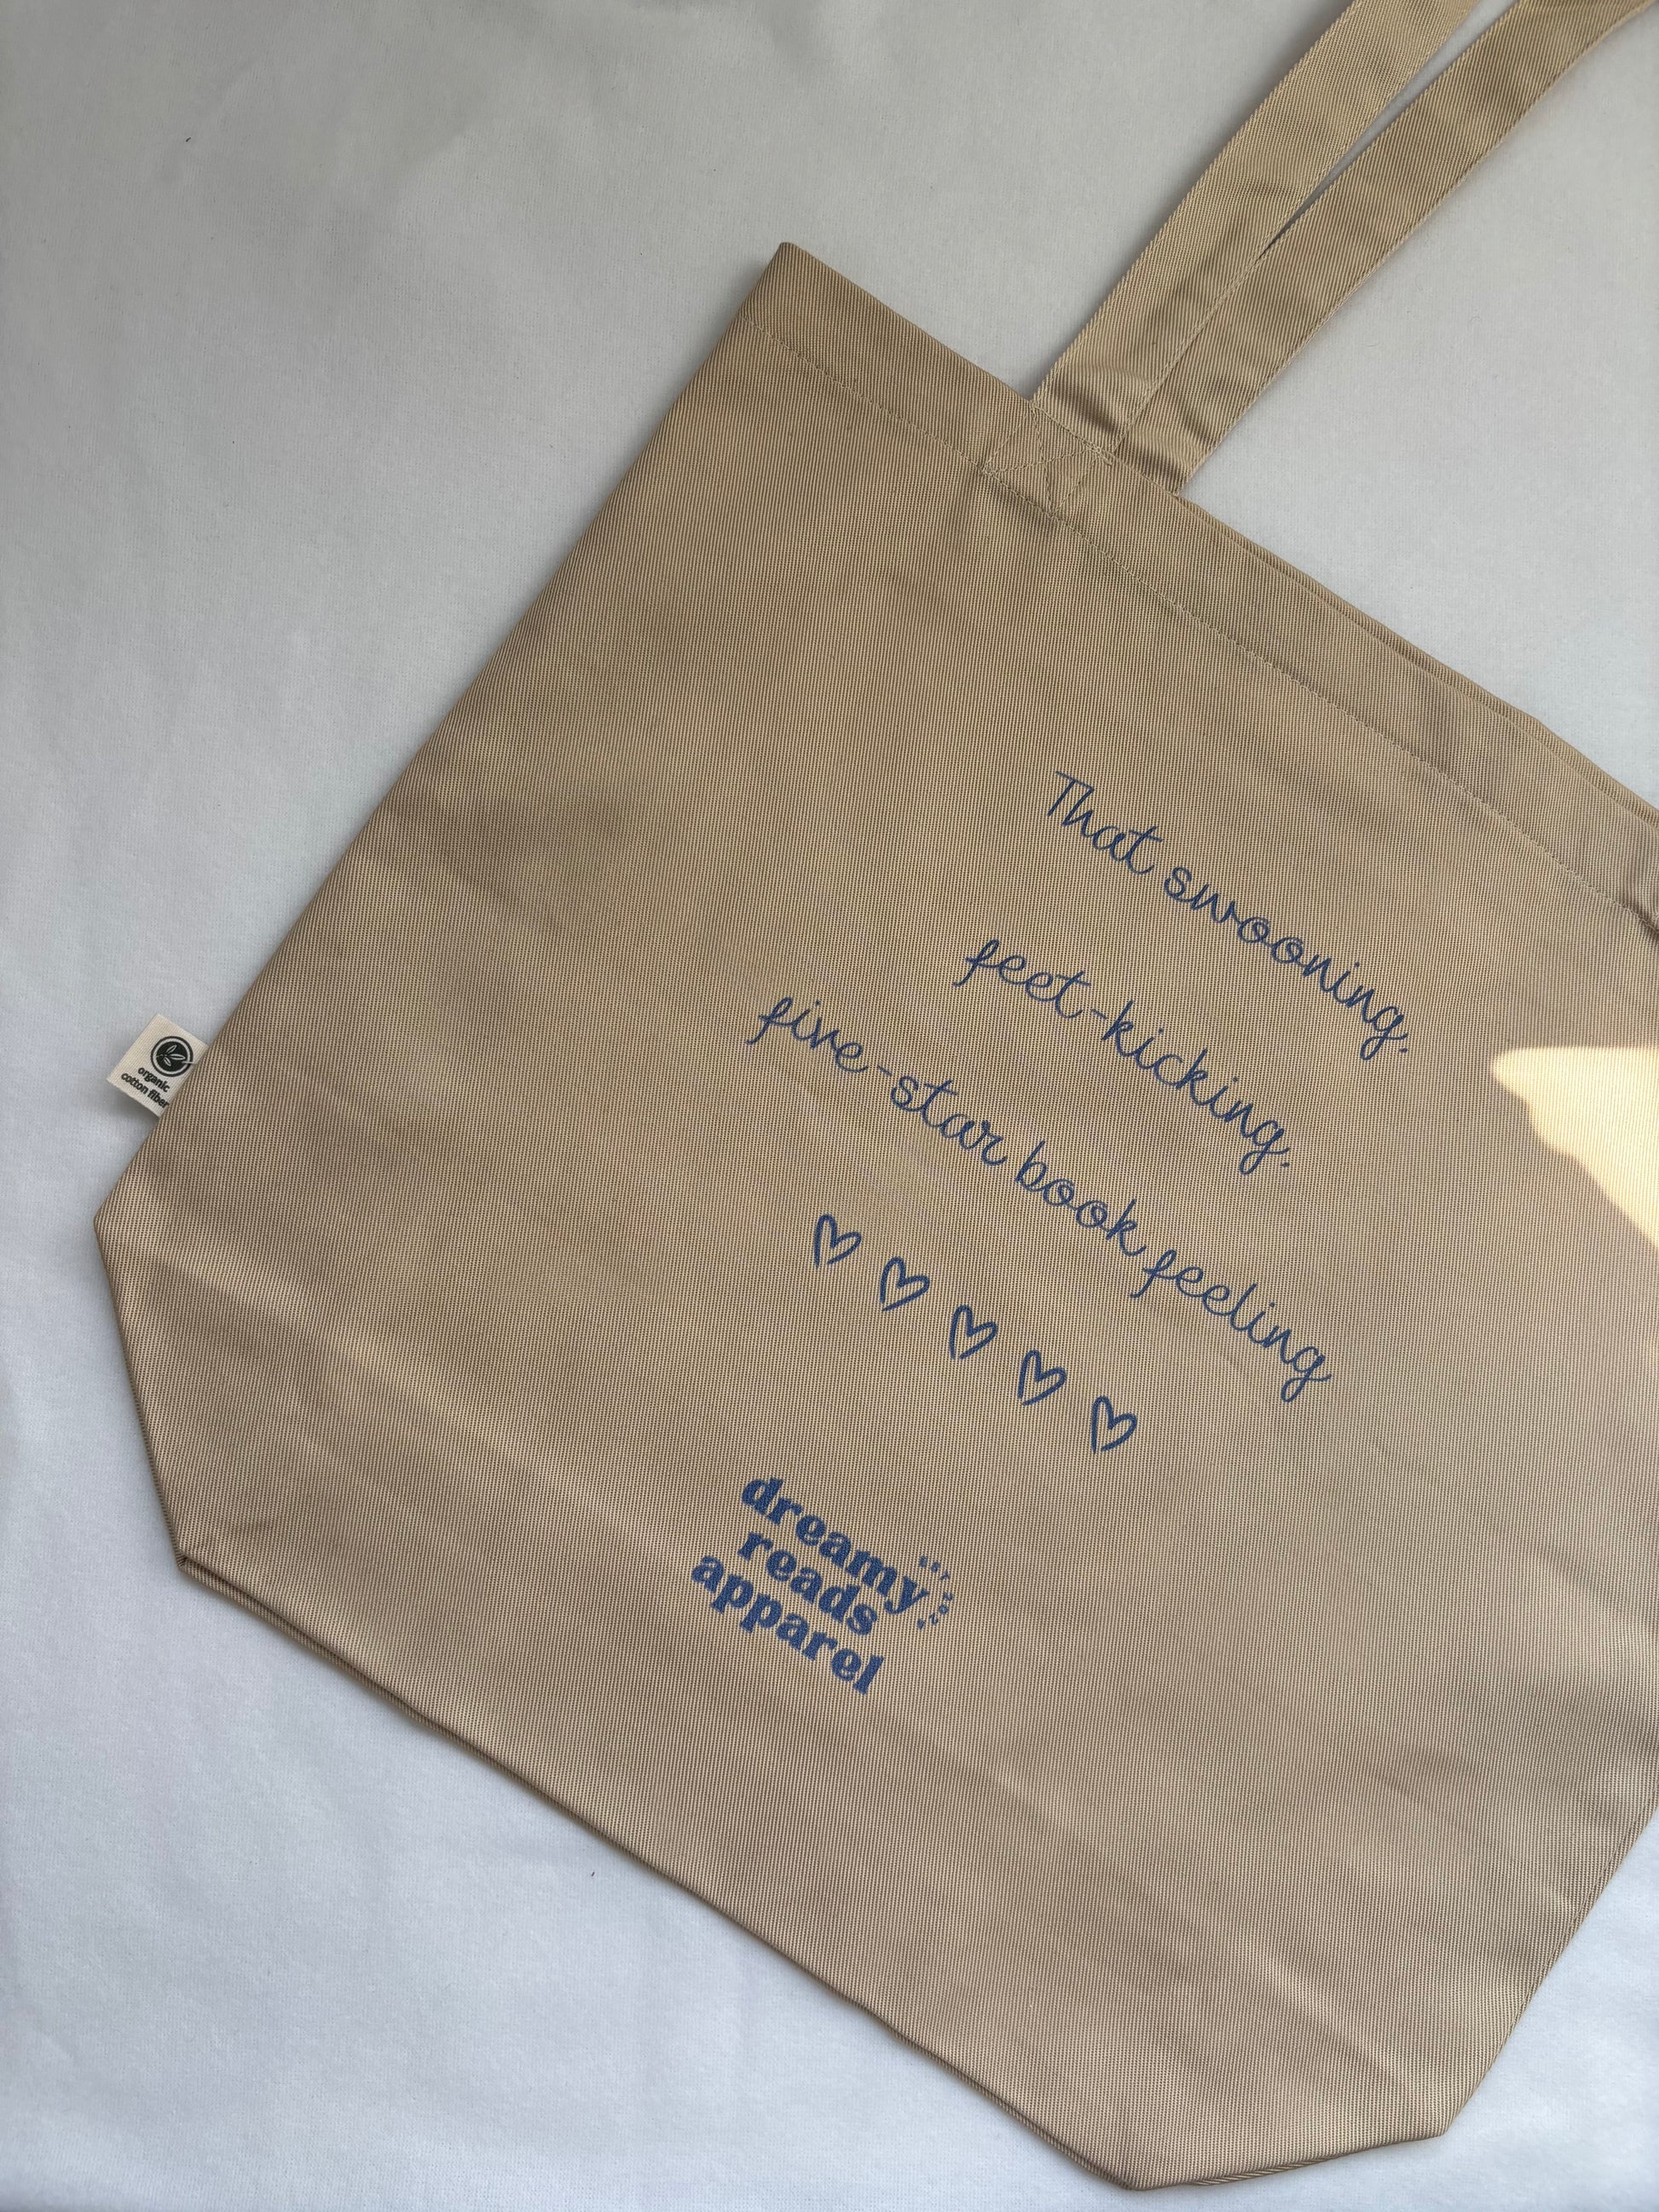 That swooning.
feet-kicking.
five-star book feeling
dreamy
reads
apparel
organic
cotton fiber